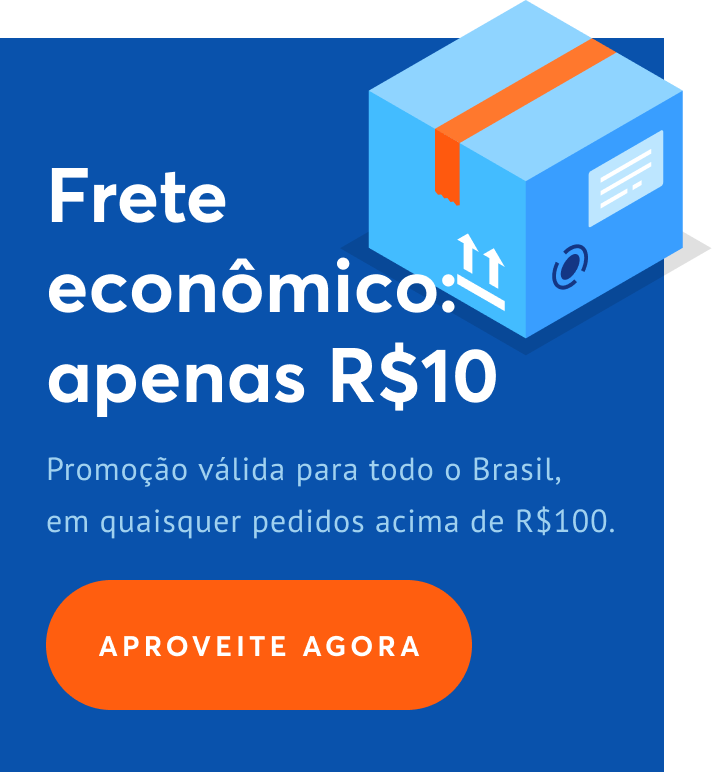 Frete
econômico:
apenas R$10
Promoção válida para todo o Brasil,
em quaisquer pedidos acima de R$100.
APROVEITE AGORA